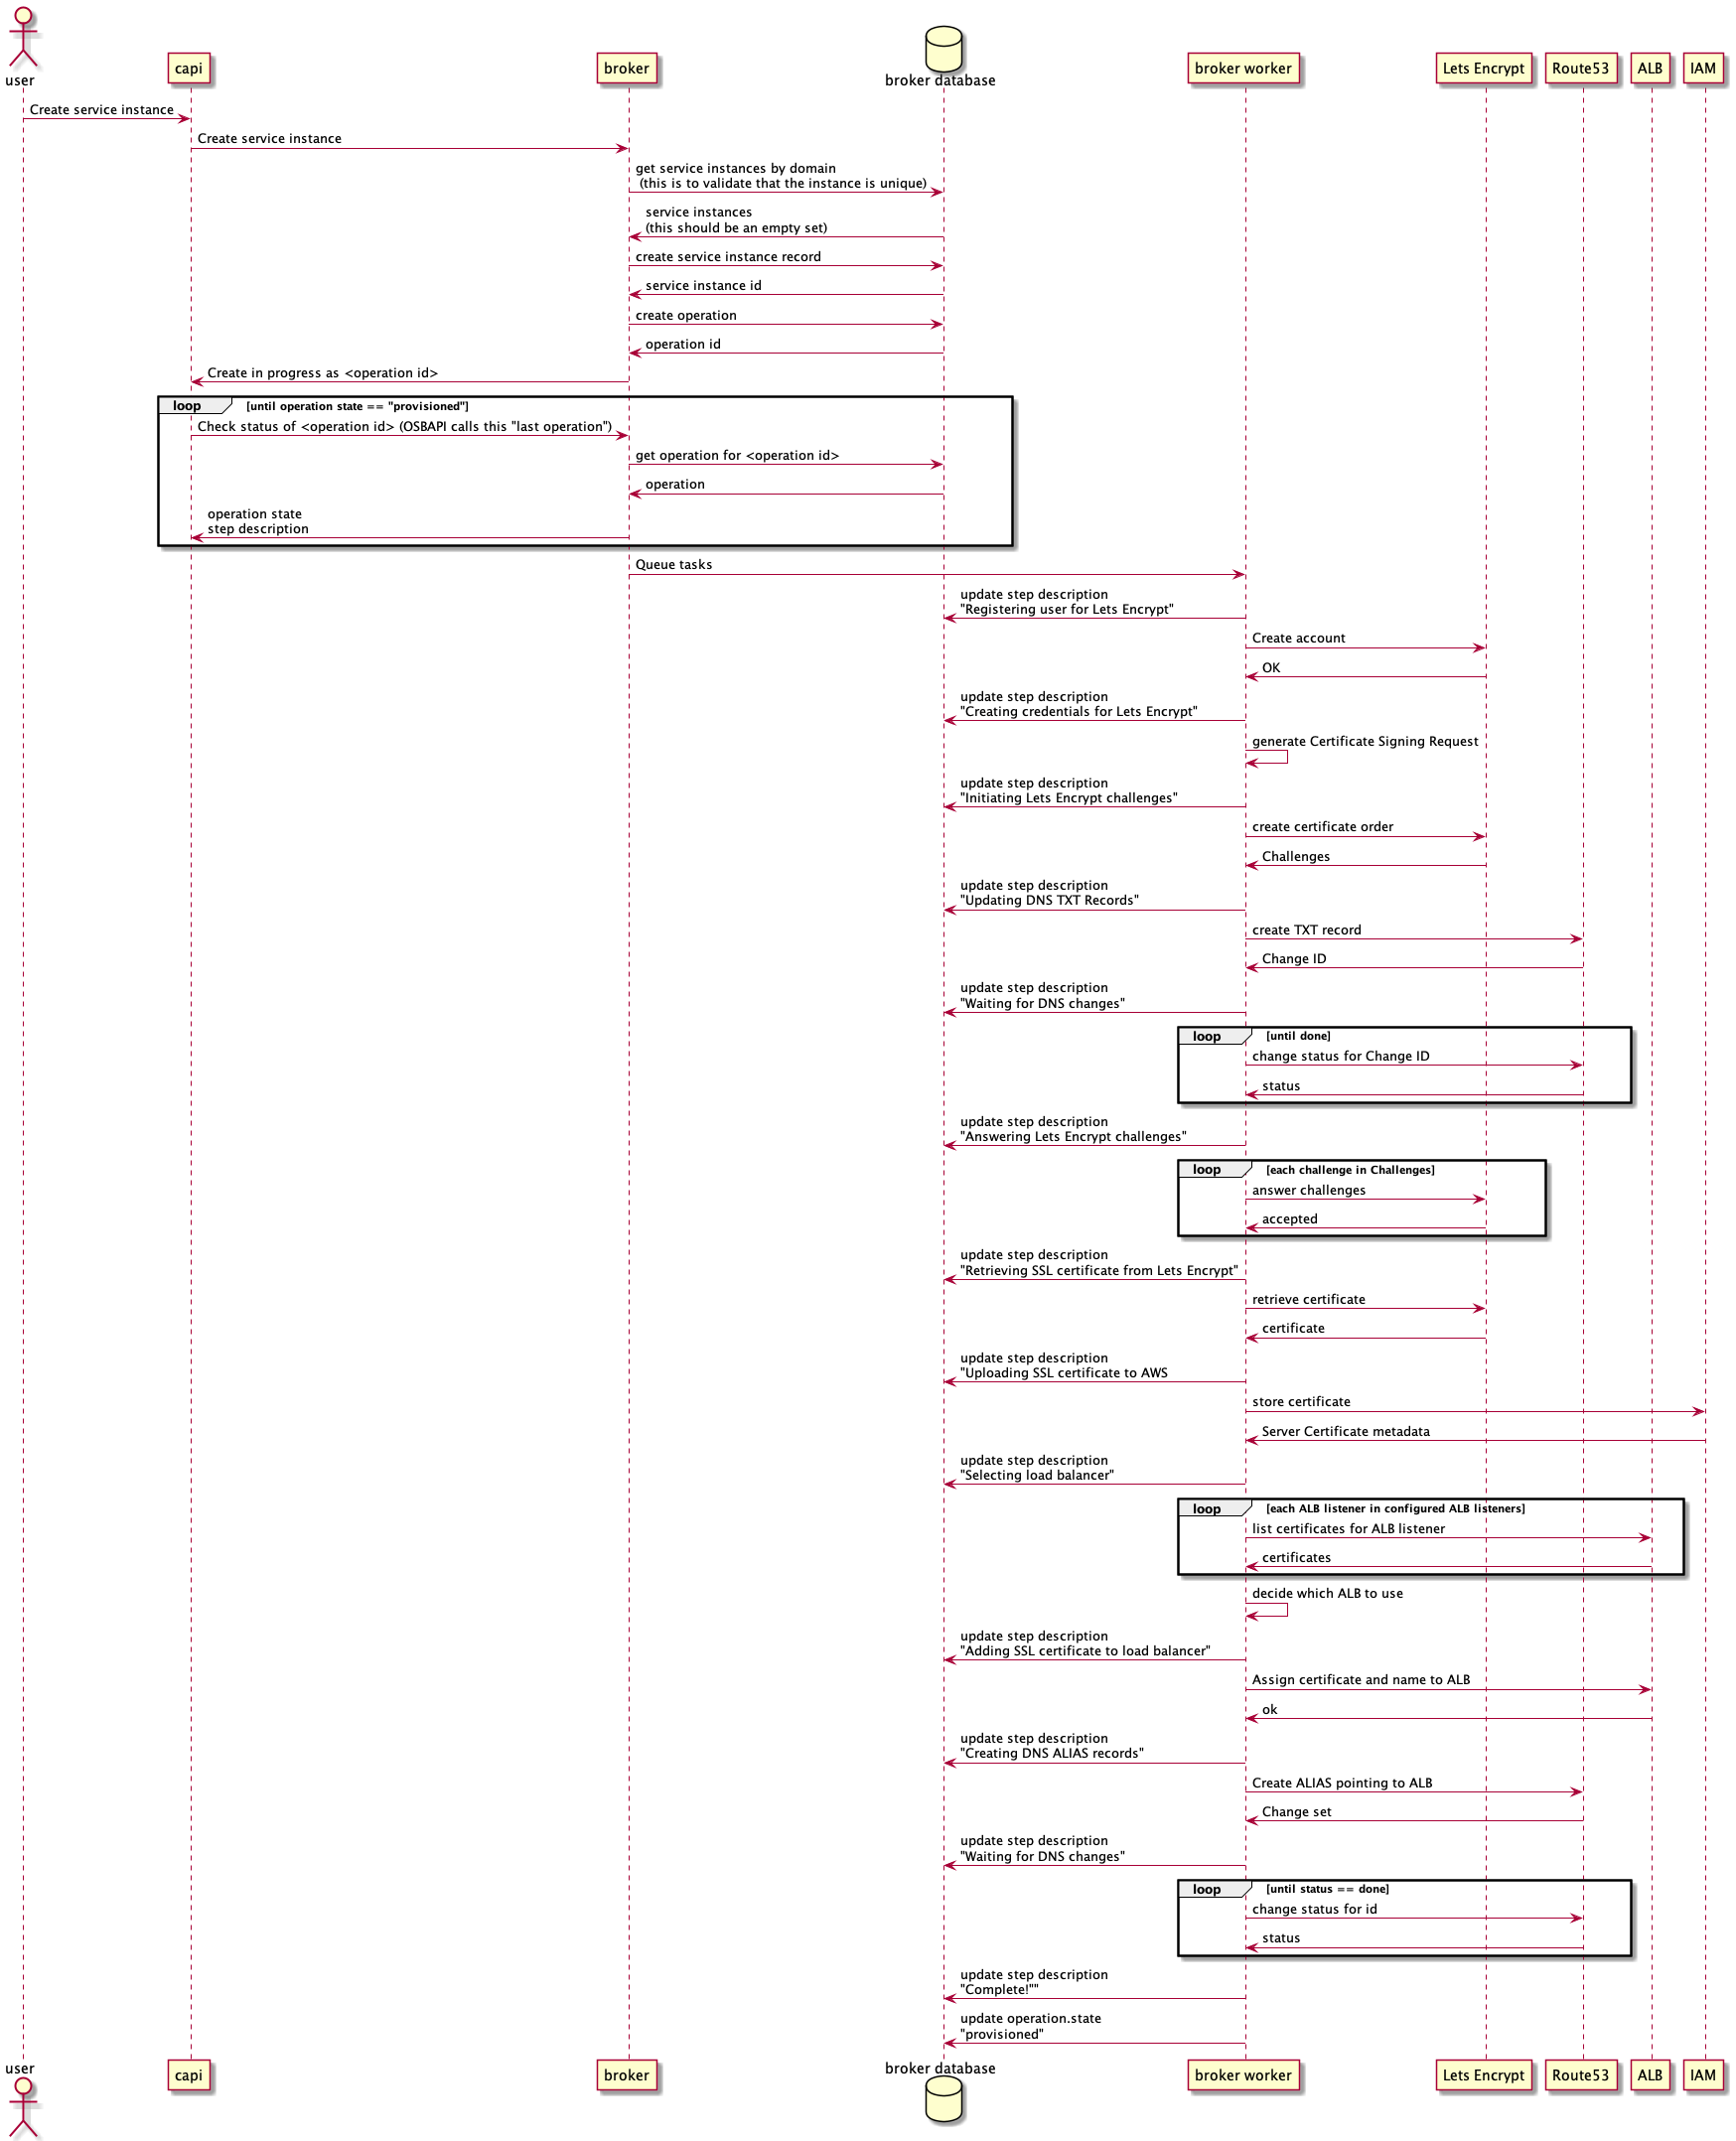 user
capi
broker
broker database
broker worker
Lets Encrypt
Route53
ALB
IAM
Create service instance
Create service instance
get service instances by domain
(this is to validate that the instance is unique)
service instances
(this should be an empty set)
create service instance record
service instance id
create operation
operation id
Create in progress as <operation id>
loop [until operation state == "provisioned"]
Check status of <operation id> (OSBAPI calls this "last operation")
get operation for <operation id>
operation
operation state
step description
Queue tasks
update step description
"Registering user for Lets Encrypt"
Create account
OK
update step description
"Creating credentials for Lets Encrypt"
generate Certificate Signing Request
update step description
"Initiating Lets Encrypt challenges"
create certificate order
Challenges
update step description
"Updating DNS TXT Records"
create TXT record
Change ID
update step description
"Waiting for DNS changes"
loop [until done]
change status for Change ID
status
update step description
"Answering Lets Encrypt challenges"
loop [each challenge in Challenges]
answer challenges
accepted
update step description
"Retrieving SSL certificate from Lets Encrypt"
retrieve certificate
certificate
update step description
"Uploading SSL certificate to AWS
store certificate
Server Certificate metadata
update step description
"Selecting load balancer"
loop [each ALB listener in configured ALB listeners]
list certificates for ALB listener
certificates
decide which ALB to use
update step description
"Adding SSL certificate to load balancer"
Assign certificate and name to ALB
ok
update step description
"Creating DNS ALIAS records"
Create ALIAS pointing to ALB
Change set
update step description
"Waiting for DNS changes"
loop [until status == done]
change status for id
status
update step description
"Complete!""
update operation.state
"provisioned"
user
capi
broker
broker database
broker worker
Lets Encrypt
Route53
ALB
IAM